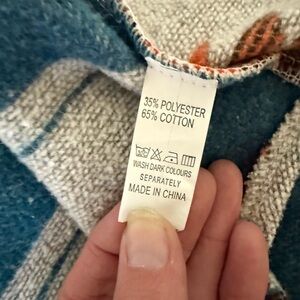 35% POLYESTER
65% COTTON
WASH DARK COLOURS
SEPARATELY
MADE IN CHINA